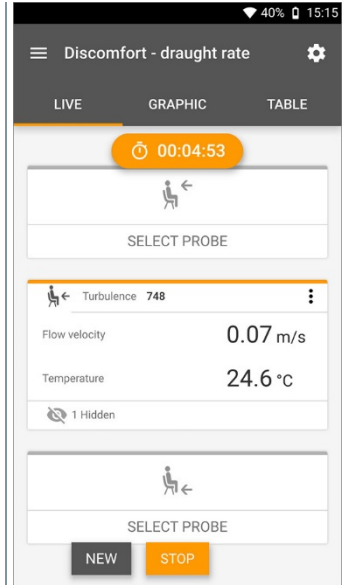 40% 15:15
Discomfort - draught rate
LIVE GRAPHIC TABLE
00:04:53
SELECT PROBE
Turbulence 748
Flow velocity 0.07 m/s
Temperature 24.6 °C
1 Hidden
SELECT PROBE
NEW STOP